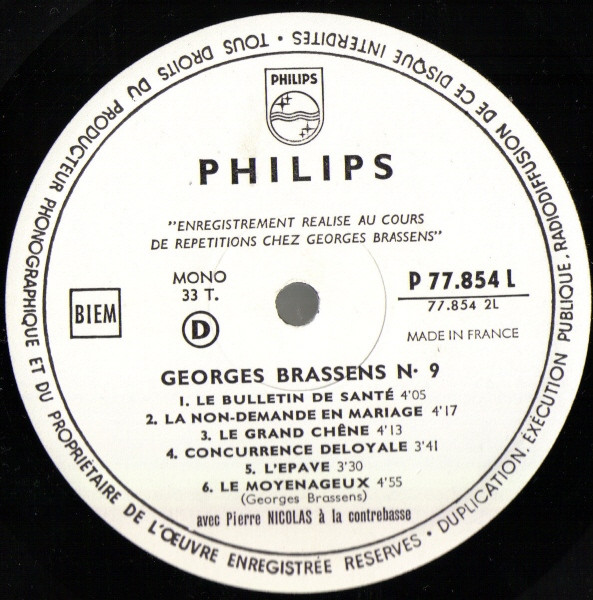 TOUS DROITS DU PRODUCTEUR PHONOGRAPHIQUE ET DU PROPRIÉTAIRE DE L'ŒUVRE ENREGISTRÉE RESERVES • DUPLICATION. EXÉCUTION PUBLIQUE, RADIODIFFUSION DE CE DISQUE INTERDITES •
PHILIPS
PHILIPS
"ENREGISTREMENT REALISE AU COURS
DE REPETITIONS CHEZ GEORGES BRASSENS"
MONO
33 T.
P 77.854 L
77.854 2L
BIEM
D
MADE IN FRANCE
GEORGES BRASSENS N• 9
1. LE BULLETIN DE SANTÉ 4'05
2. LA NON-DEMANDE EN MARIAGE 4'17
3. LE GRAND CHÊNE 4'13
4. CONCURRENCE DELOYALE 3'41
5. L'EPAVE 3'30
6. LE MOYENAGEUX 4'55
(Georges Brassens)
avec Pierre NICOLAS à la contrebasse